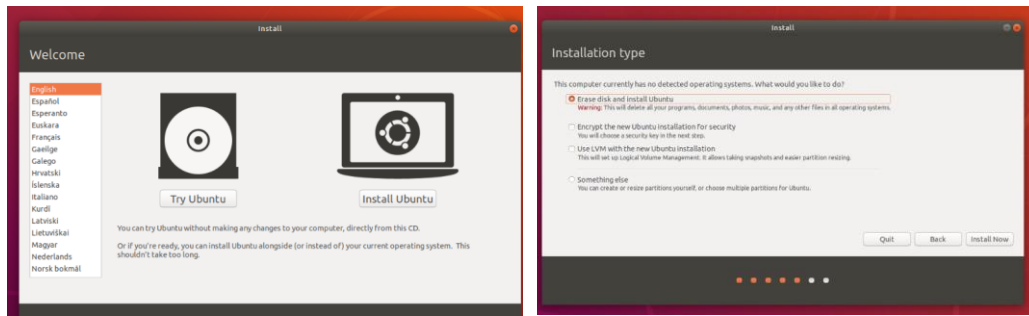 Install
Welcome
English
Español
Esperanto
Euskara
Français
Gaeilge
Galego
Hrvatski
Íslenska
Italiano
Kurdî
Latviski
Lietuviškai
Magyar
Nederlands
Norsk bokmål
Try Ubuntu
Install Ubuntu
You can try Ubuntu without making any changes to your computer, directly from this CD.
Or if you're ready, you can install Ubuntu alongside (or instead of) your current operating system. This
shouldn't take too long.
Install
Installation type
This computer currently has no detected operating systems. What would you like to do?
Erase disk and install Ubuntu
Warning: This will delete all your programs, documents, photos, music, and any other files in all operating systems.
Encrypt the new Ubuntu installation for security
You will choose a security key in the next step.
Use LVM with the new Ubuntu installation
This will set up Logical Volume Management. It allows taking snapshots and easier partition resizing.
Something else
You can create or resize partitions yourself, or choose multiple partitions for Ubuntu.
Quit
Back
Install Now